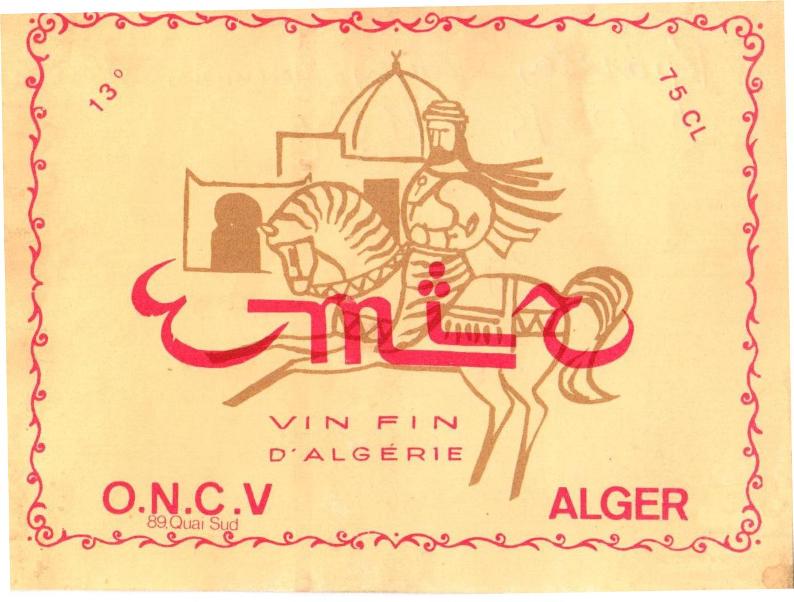 13°
75 CL
Emir
VIN FIN
D'ALGÉRIE
O.N.C.V
89, Quai Sud
ALGER